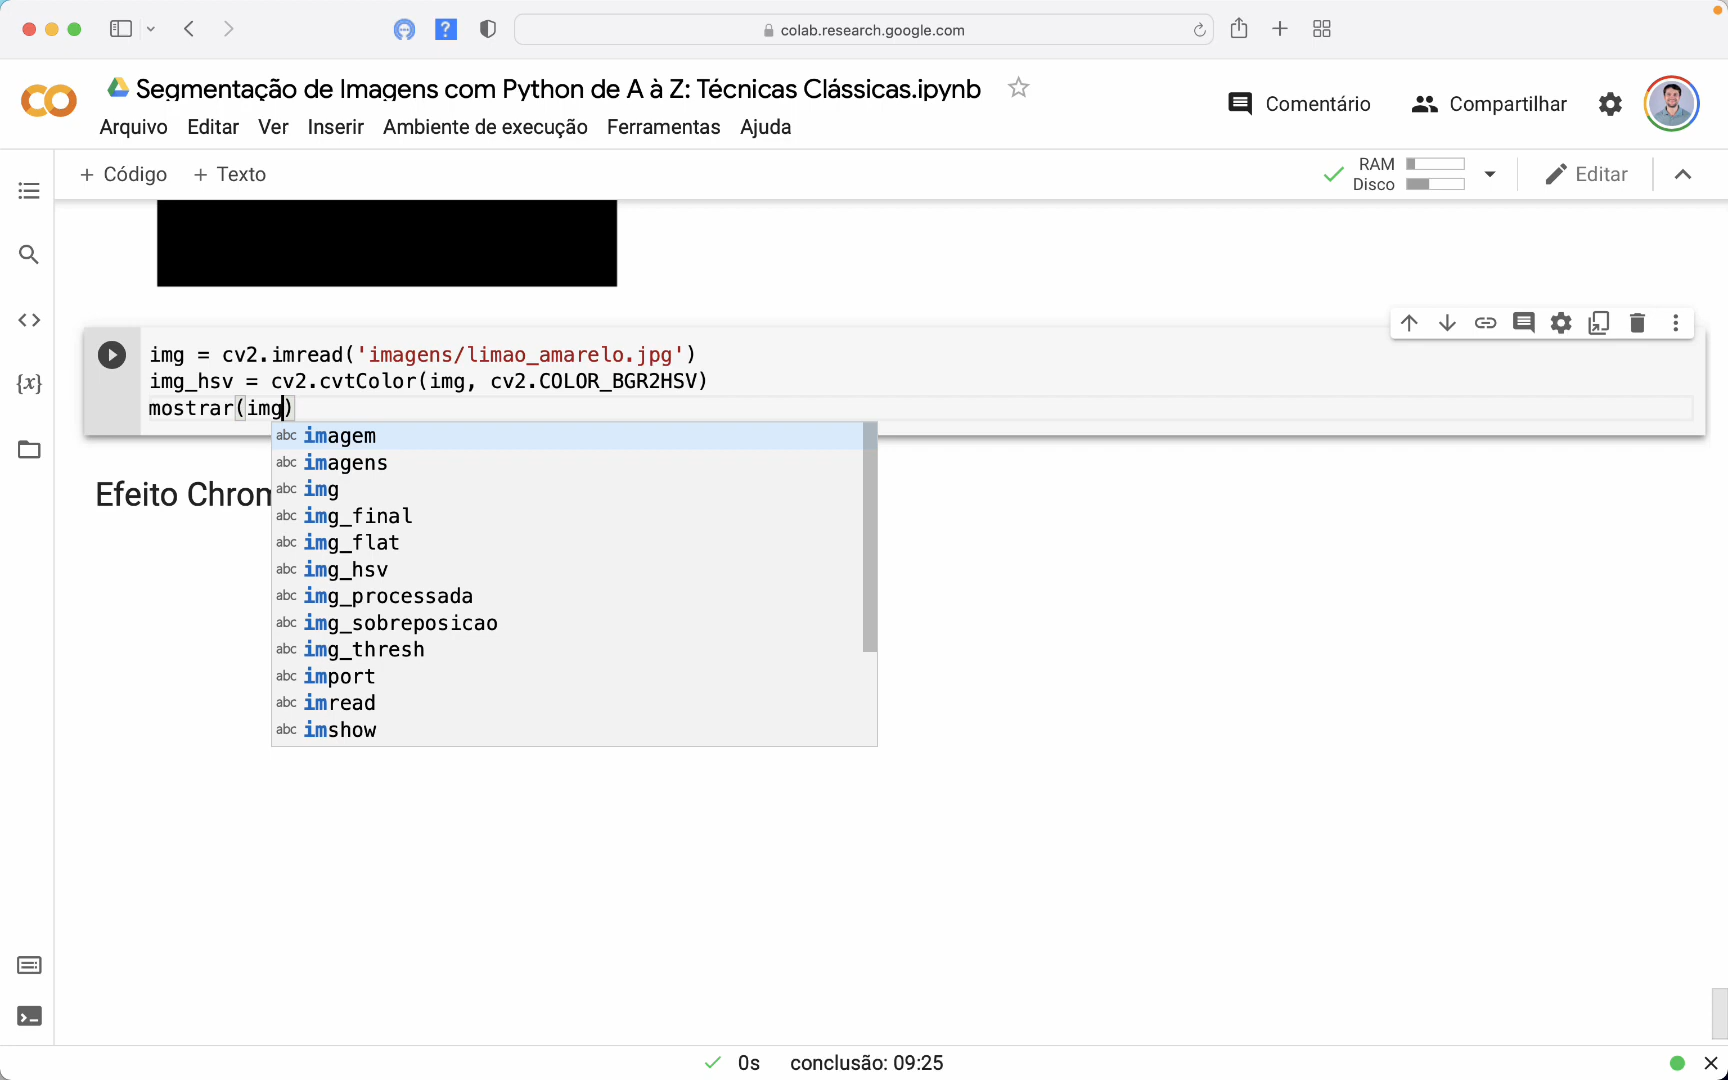 colab.research.google.com
Segmentação de Imagens com Python de A à Z: Técnicas Clássicas.ipynb
Arquivo Editar Ver Inserir Ambiente de execução Ferramentas Ajuda
Comentário
Compartilhar
+ Código + Texto
RAM
Disco
Editar
img = cv2.imread('imagens/limao_amarelo.jpg')
img_hsv = cv2.cvtColor(img, cv2.COLOR_BGR2HSV)
mostrar(img)
abc imagem
abc imagens
abc img
abc img_final
abc img_flat
abc img_hsv
abc img_processada
abc img_sobreposicao
abc img_thresh
abc import
abc imread
abc imshow
Efeito Chrom
0s conclusão: 09:25